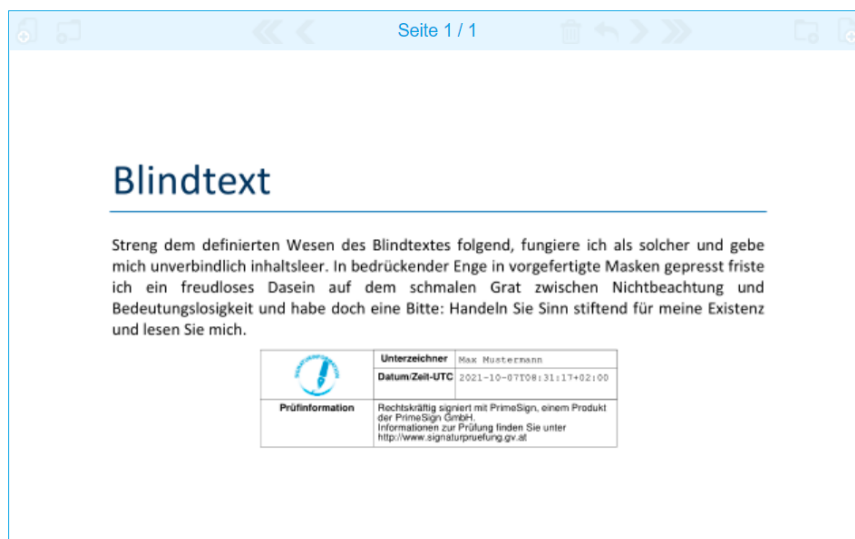 Seite 1 / 1
Blindtext
Streng dem definierten Wesen des Blindtextes folgend, fungiere ich als solcher und gebe
mich unverbindlich inhaltsleer. In bedrückender Enge in vorgefertigte Masken gepresst friste
ich ein freudloses Dasein auf dem schmalen Grat zwischen Nichtbeachtung und
Bedeutungslosigkeit und habe doch eine Bitte: Handeln Sie Sinn stiftend für meine Existenz
und lesen Sie mich.
Unterzeichner Max Mustermann
Datum/Zeit-UTC 2021-10-07T08:31:17+02:00
Prüfinformation Rechtskräftig signiert mit PrimeSign, einem Produkt
der PrimeSign GmbH.
Informationen zur Prüfung finden Sie unter
http://www.signaturpruefung.gv.at